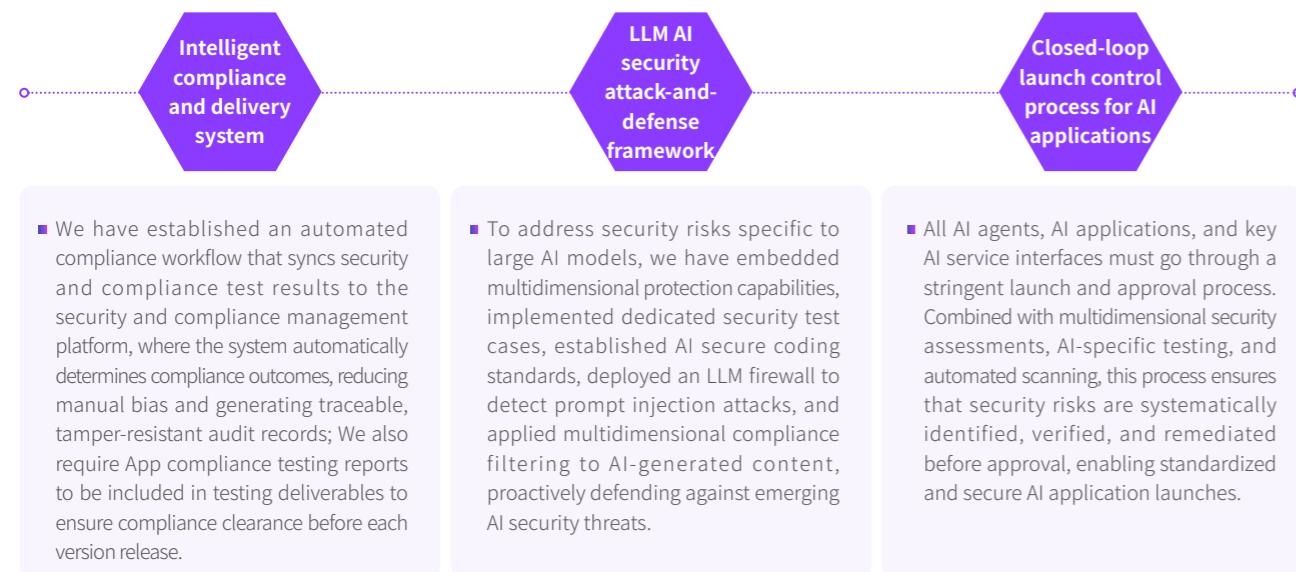 Intelligent
compliance
and delivery
system
LLM AI
security
attack-and-
defense
framework
Closed-loop
launch control
process for AI
applications
We have established an automated
compliance workflow that syncs security
and compliance test results to the
security and compliance management
platform, where the system automatically
determines compliance outcomes, reducing
manual bias and generating traceable,
tamper-resistant audit records; We also
require App compliance testing reports
to be included in testing deliverables to
ensure compliance clearance before each
version release.
To address security risks specific to
large AI models, we have embedded
multidimensional protection capabilities,
implemented dedicated security test
cases, established AI secure coding
standards, deployed an LLM firewall to
detect prompt injection attacks, and
applied multidimensional compliance
filtering to AI-generated content,
proactively defending against emerging
AI security threats.
All AI agents, AI applications, and key
AI service interfaces must go through a
stringent launch and approval process.
Combined with multidimensional security
assessments, AI-specific testing, and
automated scanning, this process ensures
that security risks are systematically
identified, verified, and remediated
before approval, enabling standardized
and secure AI application launches.